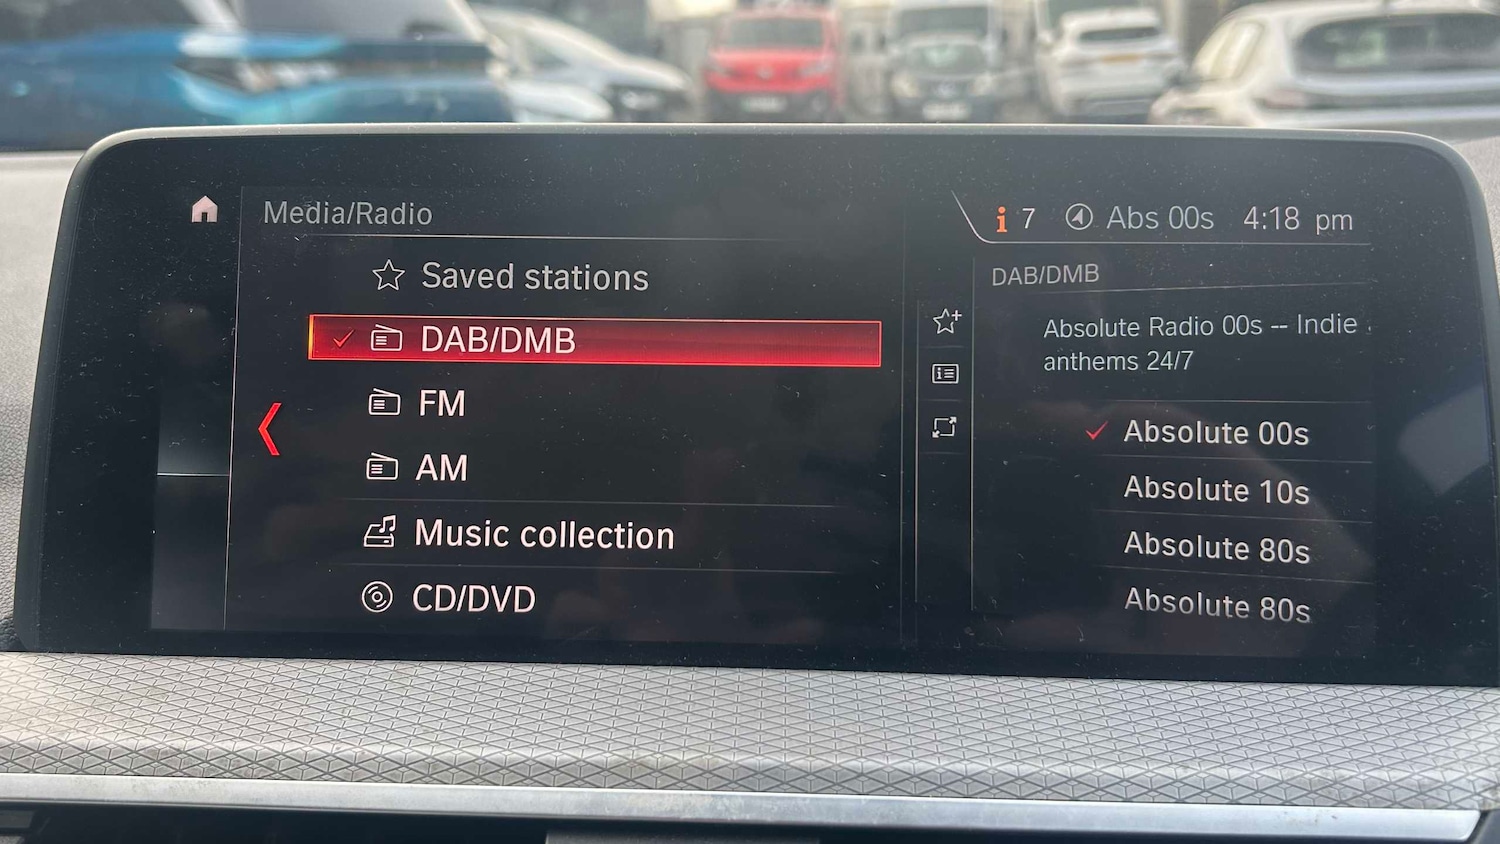 Media/Radio
7 Abs 00s 4:18 pm
Saved stations
DAB/DMB
FM
AM
Music collection
CD/DVD
DAB/DMB
Absolute Radio 00s -- Indie
anthems 24/7
Absolute 00s
Absolute 10s
Absolute 80s
Absolute 80s